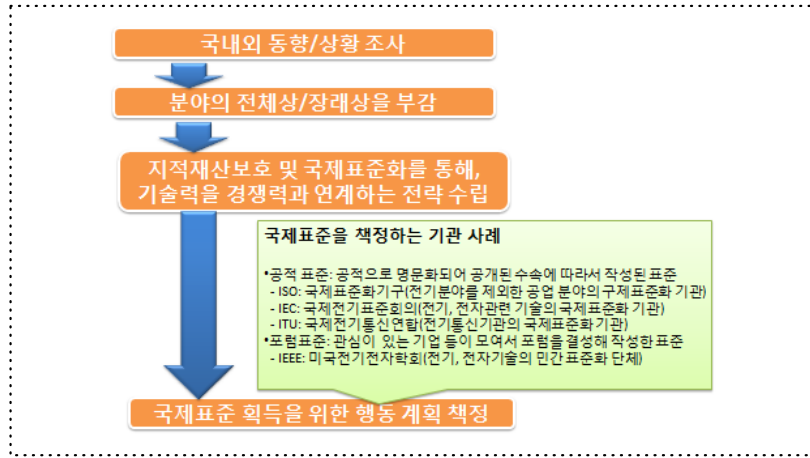 국내외 동향/상황 조사
분야의 전체상/장래상을 부감
지적재산보호 및 국제표준화를 통해,
기술력을 경쟁력과 연계하는 전략 수립
국제표준을 책정하는 기관 사례
•공적 표준: 공적으로 명문화되어 공개된 수속에 따라서 작성된 표준
- ISO: 국제표준화기구(전기분야를 제외한 공업 분야의 구제표준화 기관)
- IEC: 국제전기표준회의(전기, 전자관련 기술의 국제표준화 기관)
- ITU: 국제전기통신연합(전기통신기관의 국제표준화 기관)
•포럼표준: 관심이 있는 기업 등이 모여서 포럼을 결성해 작성한 표준
- IEEE: 미국전기전자학회(전기, 전자기술의 민간 표준화 단체)
국제표준 획득을 위한 행동 계획 책정